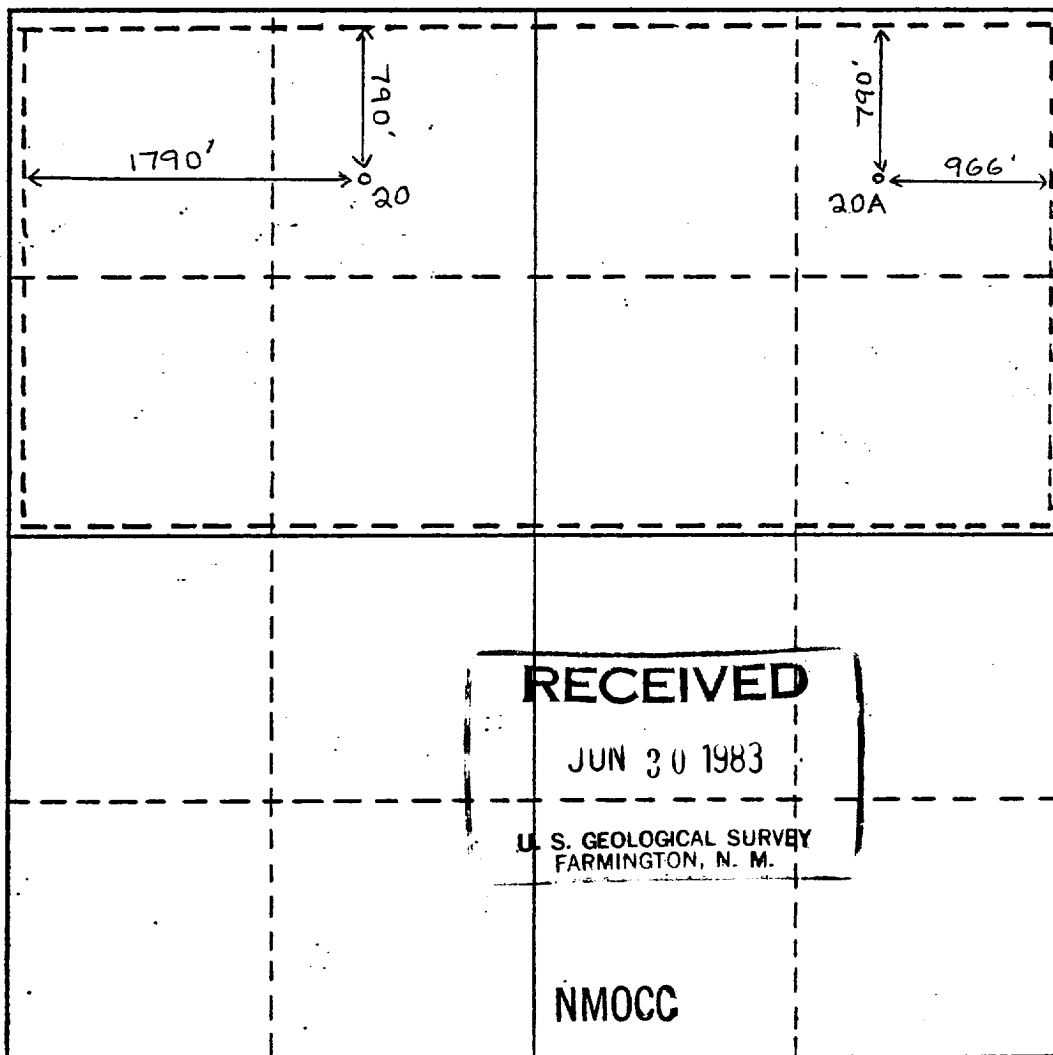 790'
790'
1790'
966'
20
20A
RECEIVED
JUN 30 1983
U. S. GEOLOGICAL SURVEY
FARMINGTON, N. M.
NMOCC